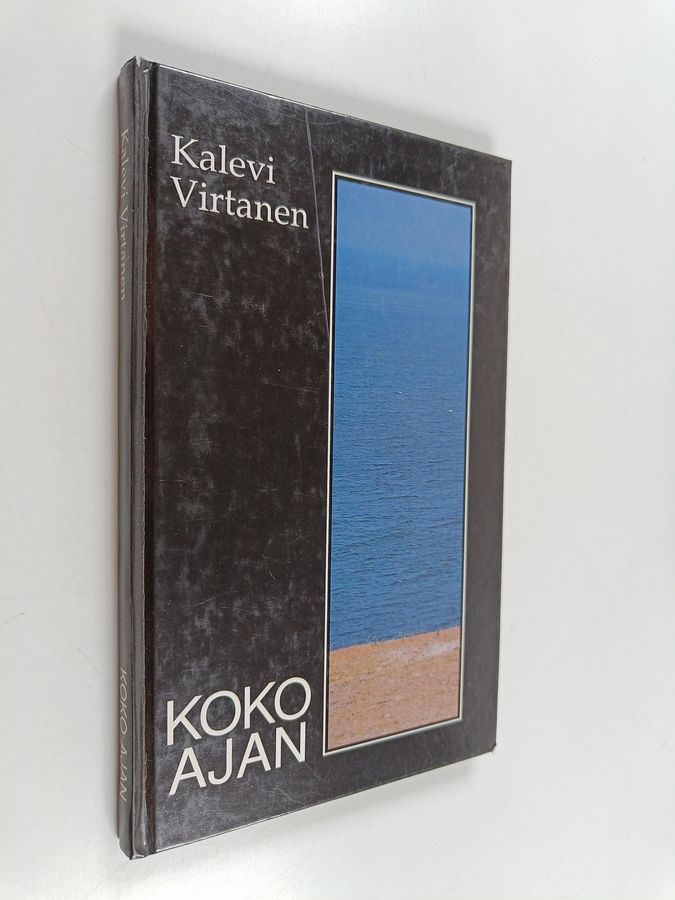 Kalevi
Virtanen
KOKO
AJAN
Kalevi Virtanen
KOKO AJAN